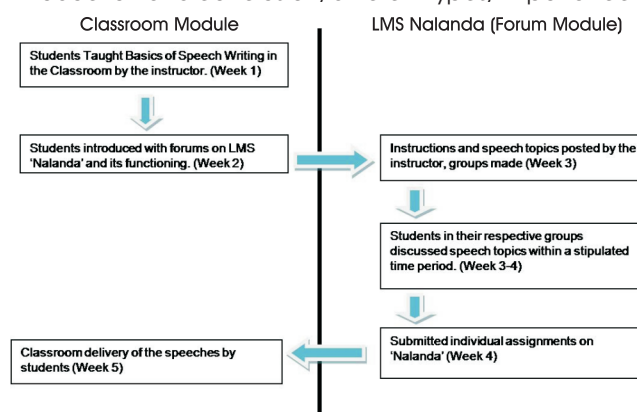 Classroom Module
LMS Nalanda (Forum Module)
Students Taught Basics of Speech Writing in
the Classroom by the instructor. (Week 1)
Students introduced with forums on LMS
'Nalanda' and its functioning. (Week 2)
Instructions and speech topics posted by the
instructor, groups made (Week 3)
Students in their respective groups
discussed speech topics within a stipulated
time period. (Week 3-4)
Submitted individual assignments on
'Nalanda' (Week 4)
Classroom delivery of the speeches by
students (Week 5)